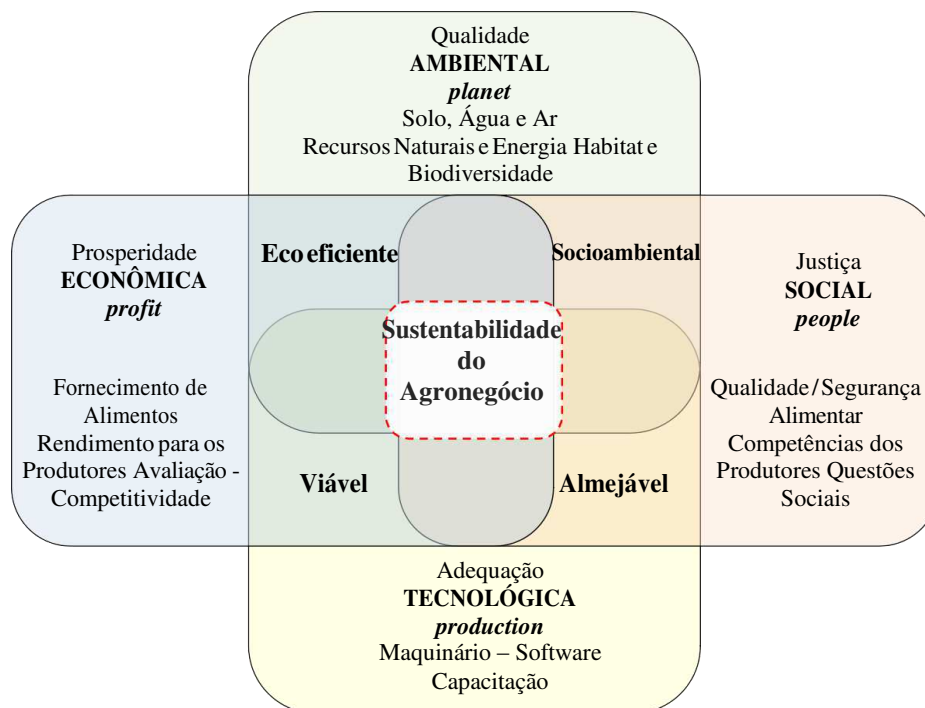 Qualidade
AMBIENTAL
planet
Solo, Água e Ar
Recursos Naturais e Energia Habitat e
Biodiversidade
Prosperidade
ECONÔMICA
profit
Fornecimento de
Alimentos
Rendimento para os
Produtores Avaliação -
Competitividade
Eco eficiente
Socioambiental
Sustentabilidade
do
Agronegócio
Viável
Almejável
Justiça
SOCIAL
people
Qualidade/Segurança
Alimentar
Competências dos
Produtores Questões
Sociais
Adequação
TECNOLÓGICA
production
Maquinário – Software
Capacitação